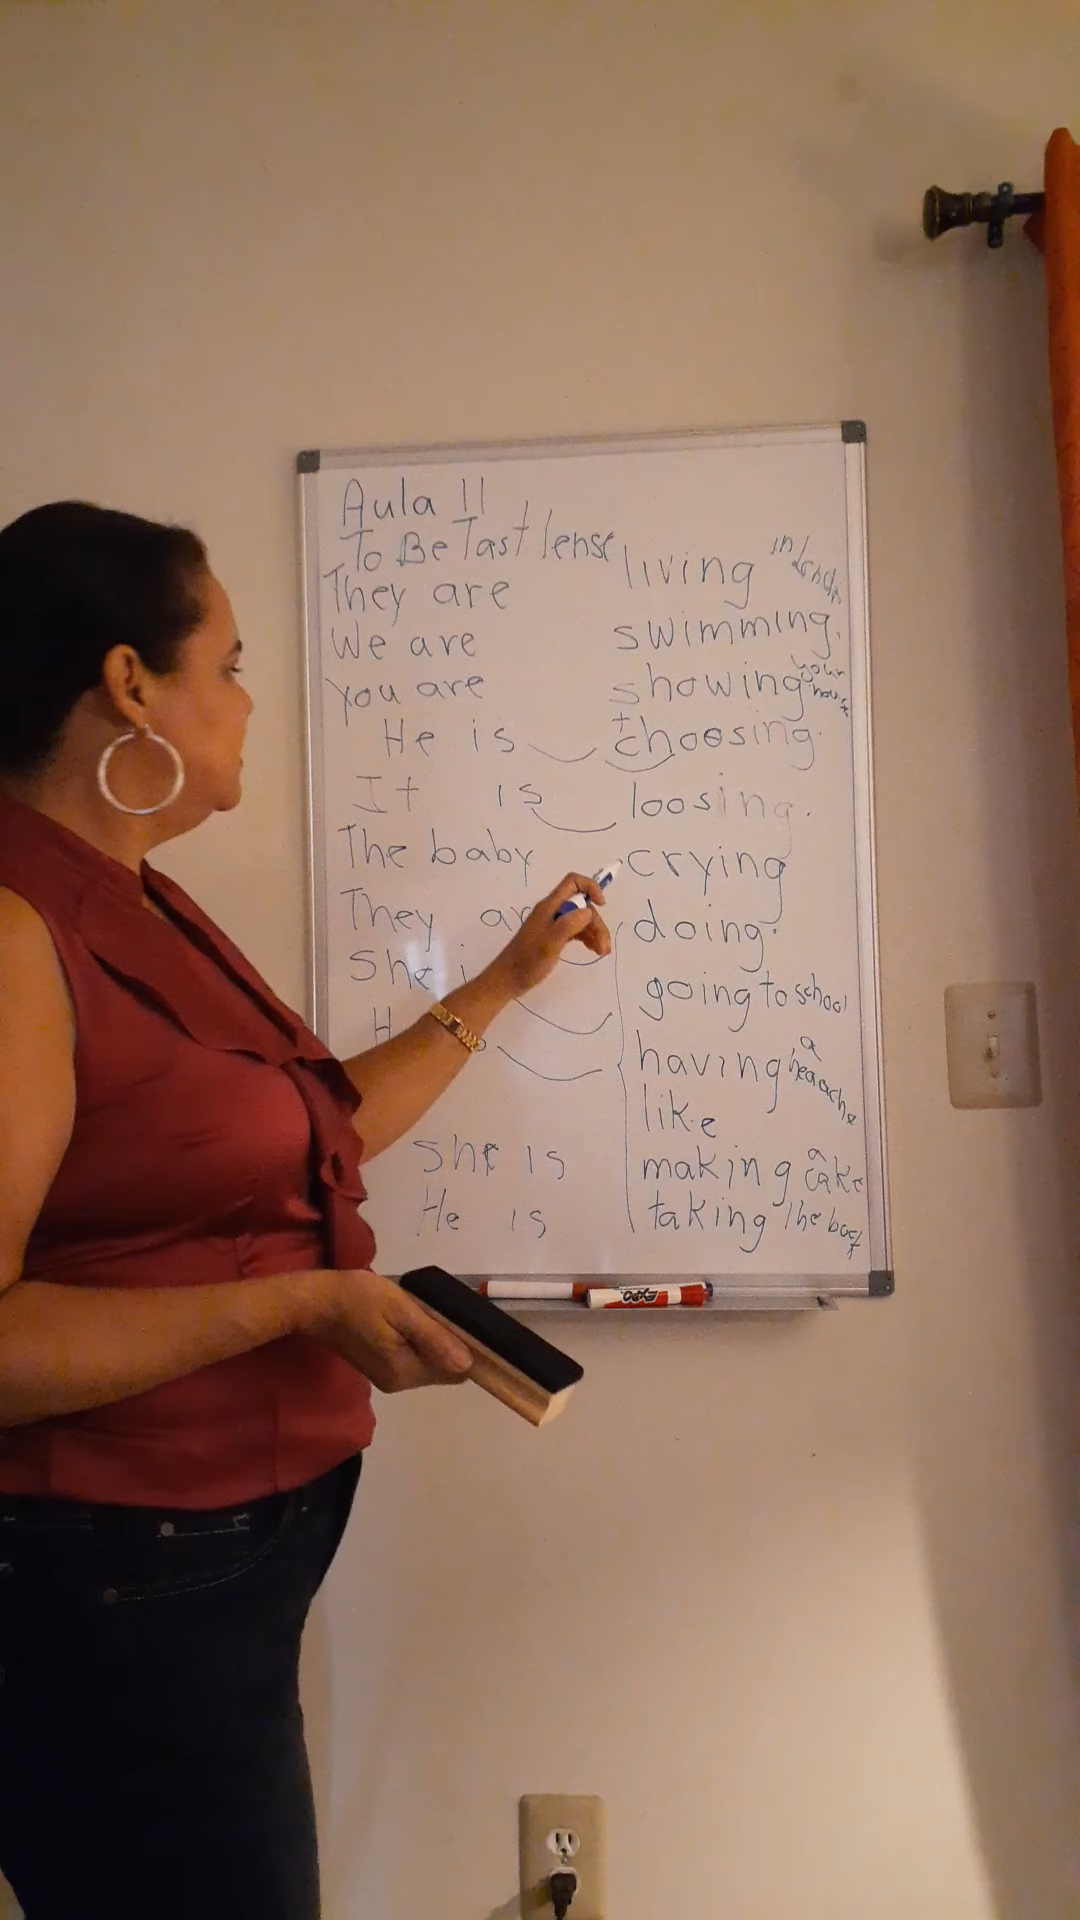 Aula 11
To Be Past Tense
They are living in London.
We are swimming.
You are showing your house
He is choosing.
It is loosing.
The baby crying
They ar doing.
She i going to school
H having a headache
like
She is making a cake
He is taking the boat
EXPO